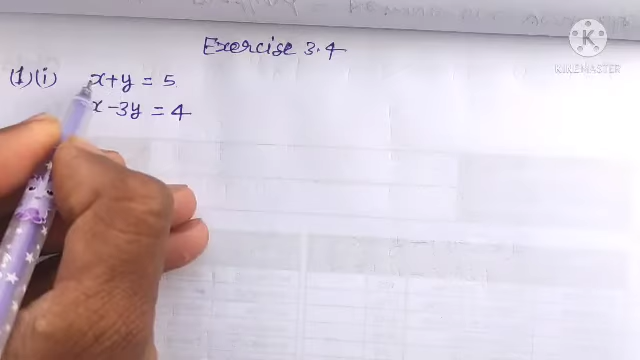 Exercise 3.4
KINEMASTER
(1)(i) x+y = 5
x-3y = 4